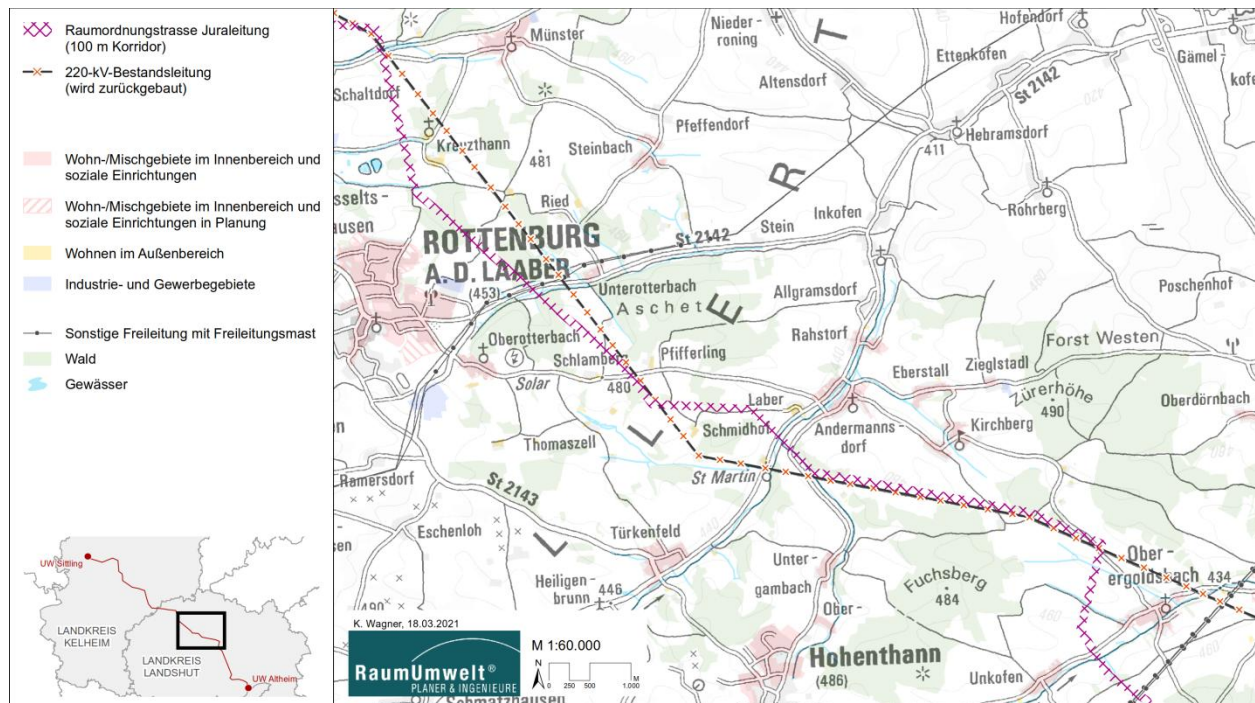 Raumordnungstrasse Juraleitung
(100 m Korridor)
220-kV-Bestandsleitung
(wird zurückgebaut)
Wohn-/Mischgebiete im Innenbereich und
soziale Einrichtungen
Wohn-/Mischgebiete im Innenbereich und
soziale Einrichtungen in Planung
Wohnen im Außenbereich
Industrie- und Gewerbegebiete
Sonstige Freileitung mit Freileitungsmast
Wald
Gewässer
UW Sittling
LANDKREIS
KELHEIM
LANDKREIS
LANDSHUT
UW Altheim
Münster
Nieder-
roning
Hofendorf
Ettenkofen
Gämel-
kofe
Schaltdorf
Altensdorf
St 2142
T
Pfeffendorf
Hebramsdorf
Kreuzthann
481
Steinbach
411
R
Rohrberg
sselts-
hausen
Ried
Inkofen
ROTTENBURG
A. D. LAABER
St 2142
Stein
(453)
Unterotterbach
Aschet
E
Allgramsdorf
Poschenhof
Oberotterbach
Rahstorf
Forst Westen
Schlamberg
Pfifferling
Eberstall
Zieglstadl
Solar
480
Zürerhöhe
490
Oberdörnbach
Laber
L
Schmidhof
Andermanns-
dorf
Kirchberg
Thomaszell
St Martin
Ramersdorf
St 2143
Eschenloh
L
Türkenfeld
Unter-
gambach
Ober-
ergoldsbach
434
Heiligen-
brunn
446
Fuchsberg
484
490
Ober-
Hohenthann
(486)
Unkofen
Schmatzhausen
K. Wagner, 18.03.2021
RaumUmwelt®
PLANER & INGENIEURE
M 1:60.000
N
0 250 500 1.000
M